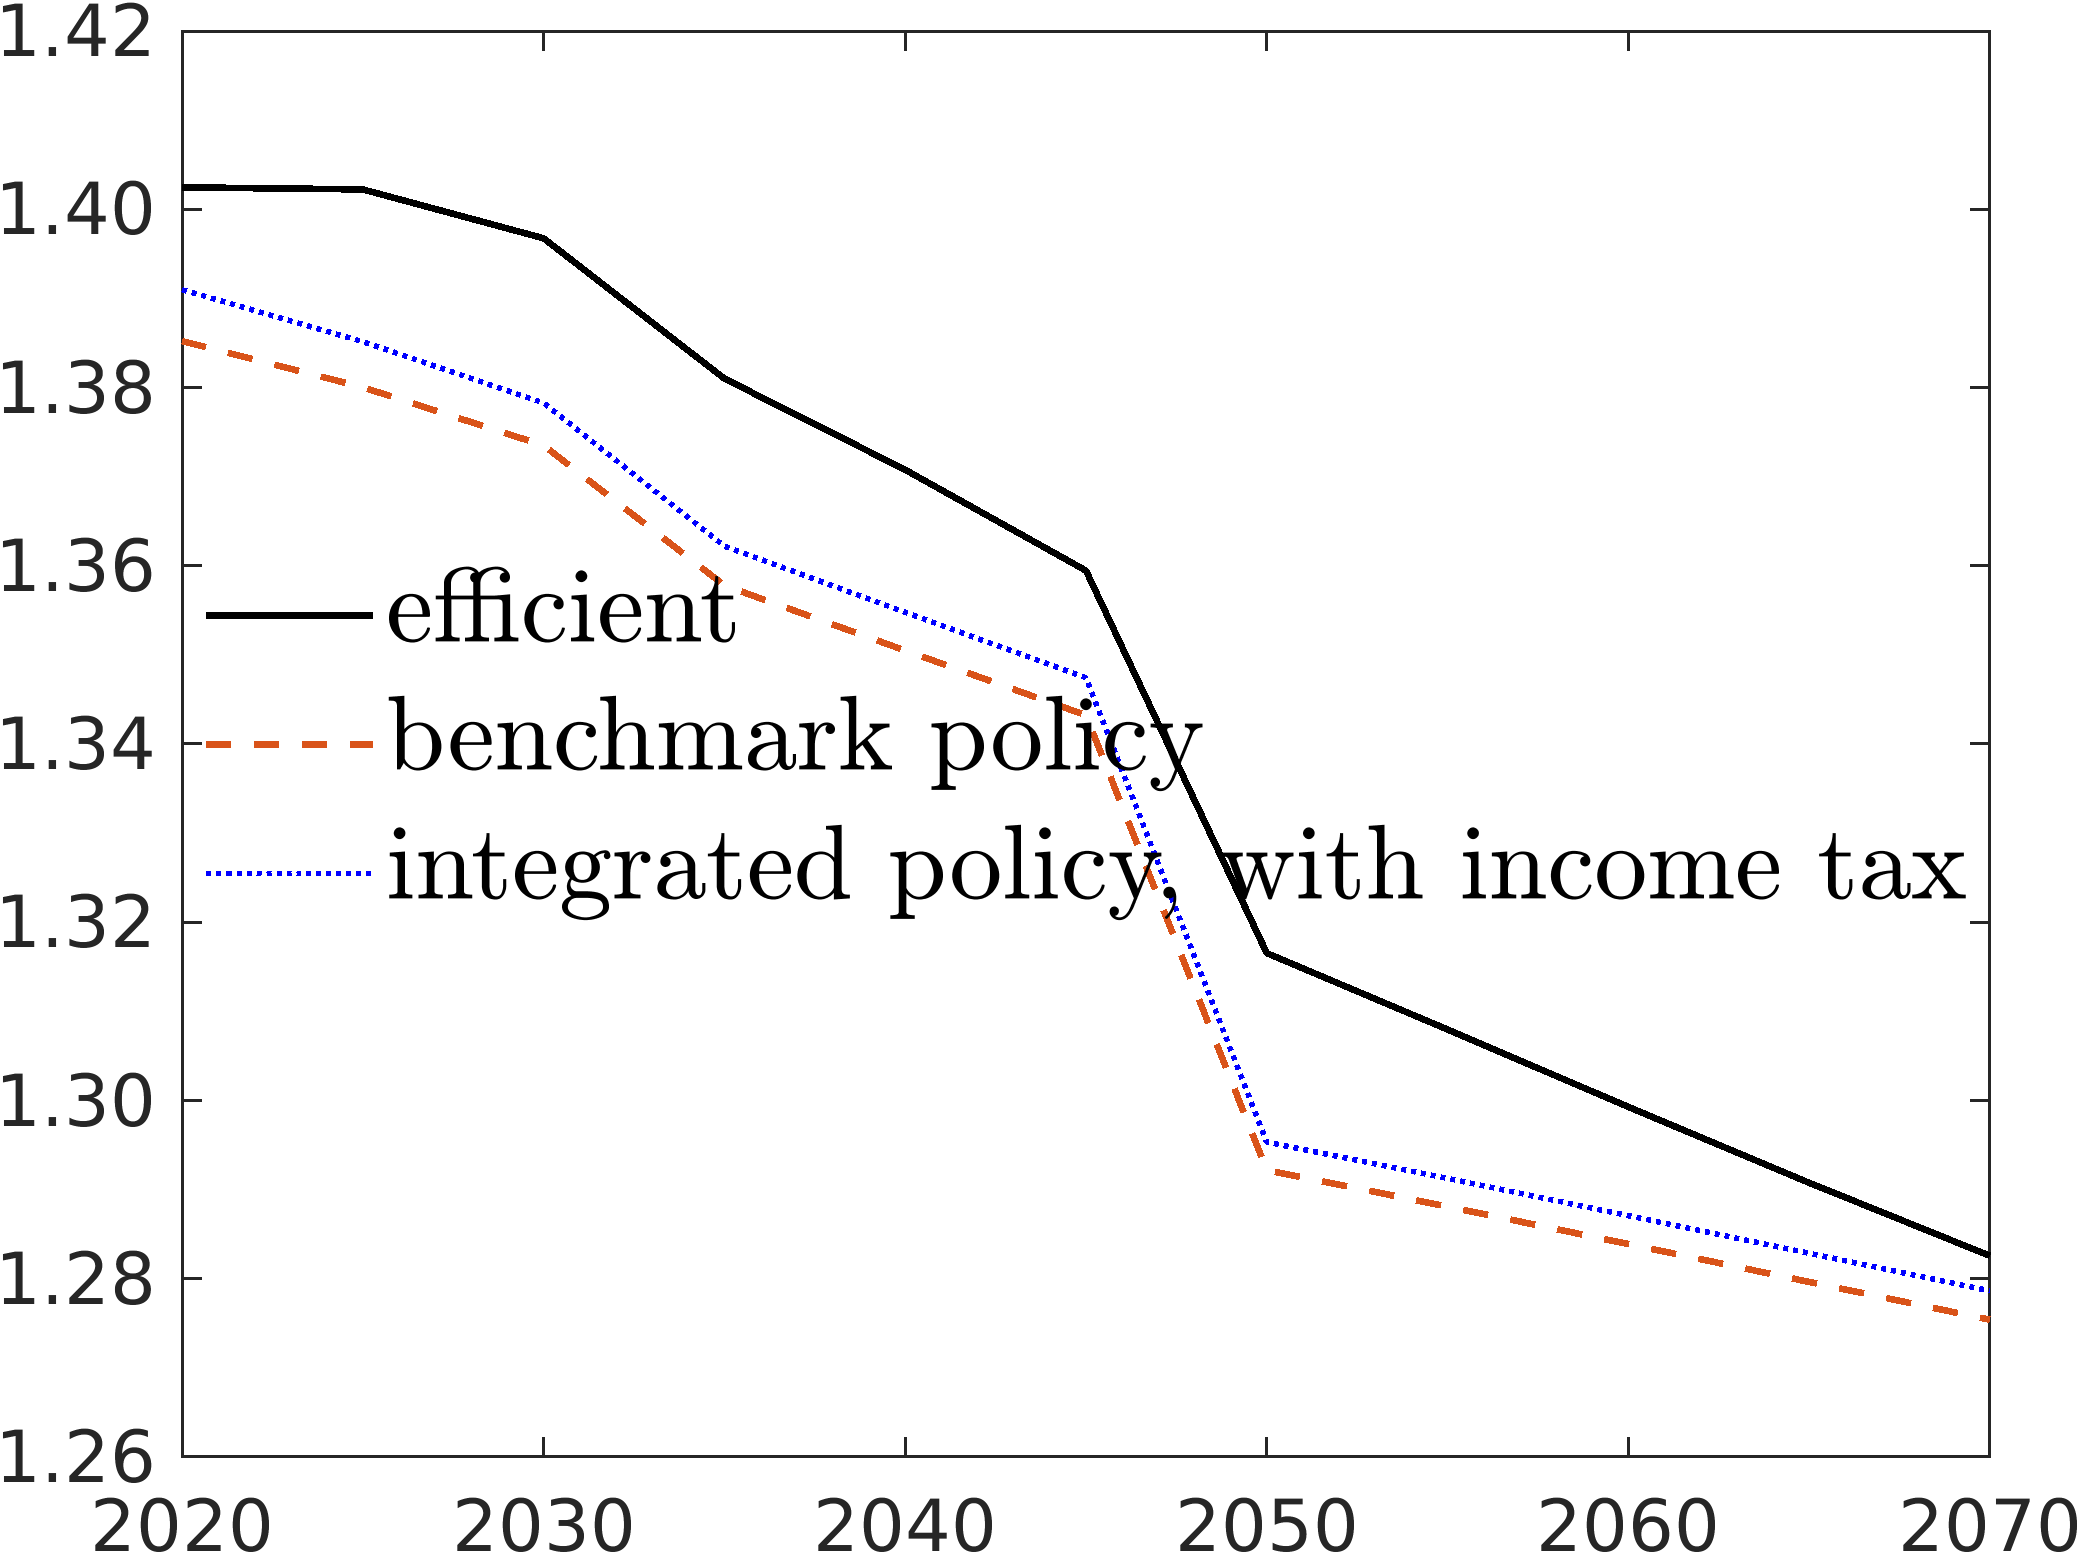 1.42
1.40
1.38
1.36
efficient
1.34
benchmark policy
integrated policy, with income tax
1.32
1.30
1.28
1.26
2020 2030 2040 2050 2060 2070